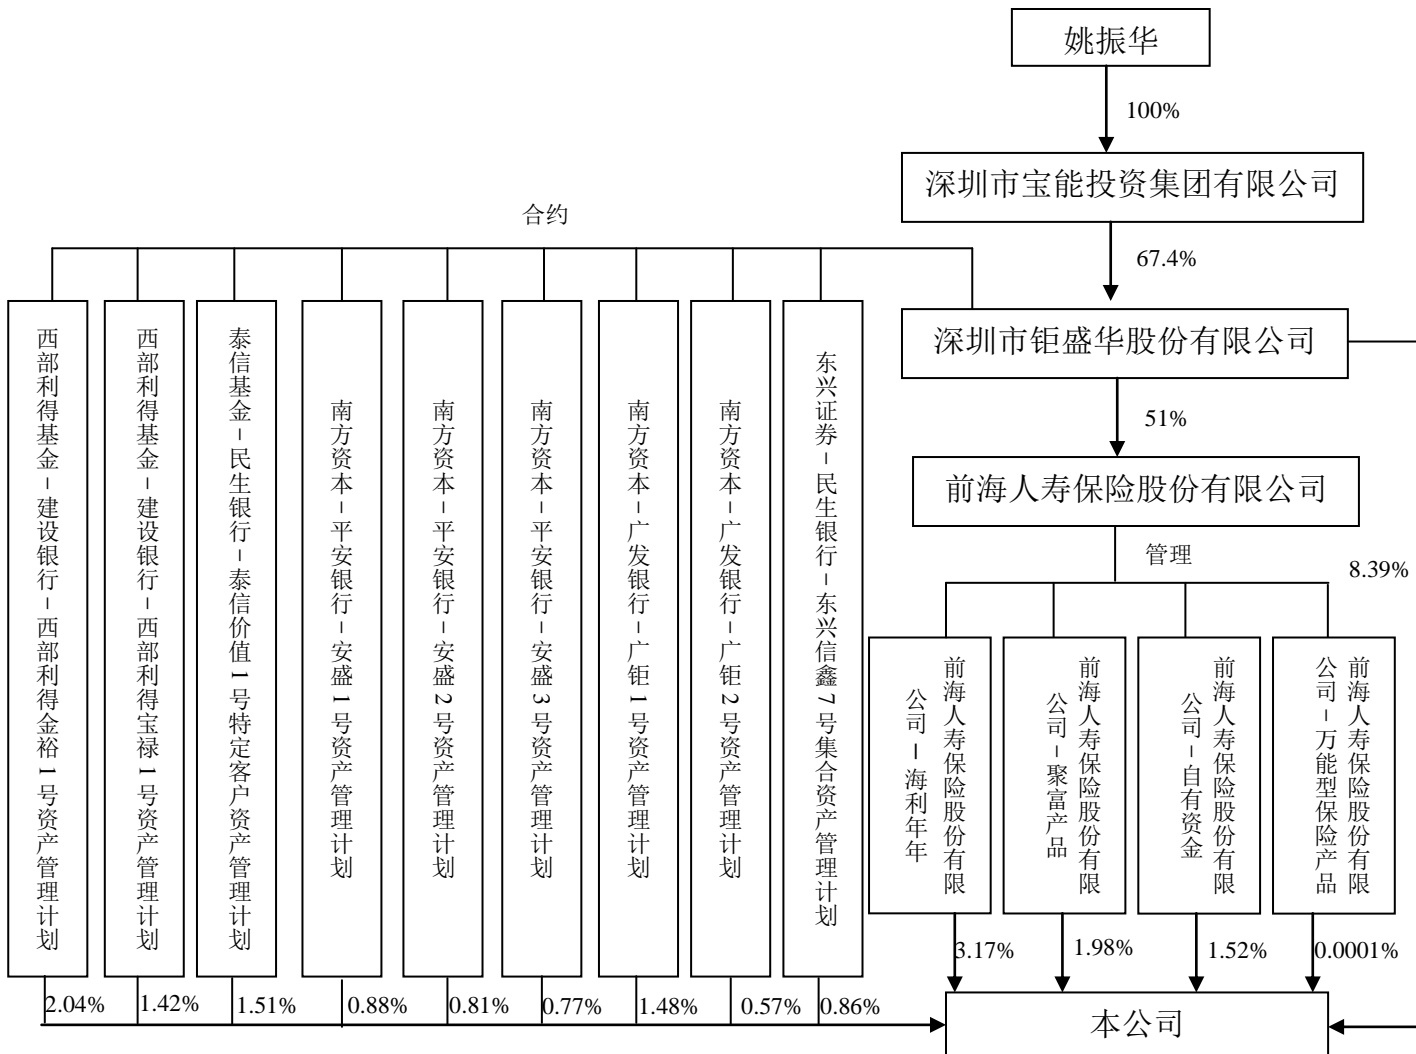 姚振华
100%
深圳市宝能投资集团有限公司
合约
67.4%
深圳市钜盛华股份有限公司
51%
前海人寿保险股份有限公司
管理
8.39%
西部利得基金-建设银行-西部利得金裕1号资产管理计划
西部利得基金-建设银行-西部利得宝禄1号资产管理计划
泰信基金-民生银行-泰信价值1号特定客户资产管理计划
南方资本-平安银行-安盛1号资产管理计划
南方资本-平安银行-安盛2号资产管理计划
南方资本-平安银行-安盛3号资产管理计划
南方资本-广发银行-广钜1号资产管理计划
南方资本-广发银行-广钜2号资产管理计划
东兴证券-民生银行-东兴信鑫7号集合资产管理计划
前海人寿保险股份有限
公司-海利年年
前海人寿保险股份有限
公司-聚富产品
前海人寿保险股份有限
公司-自有资金
前海人寿保险股份有限
公司-万能型保险产品
3.17%
1.98%
1.52%
0.0001%
2.04%
1.42%
1.51%
0.88%
0.81%
0.77%
1.48%
0.57%
0.86%
本公司